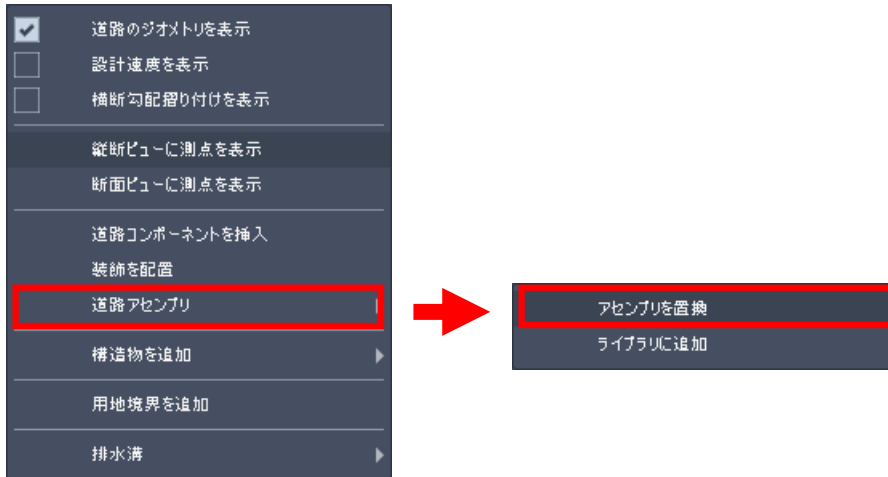 道路のジオメトリを表示
設計速度を表示
横断勾配摺り付けを表示
縦断ビューに測点を表示
断面ビューに測点を表示
道路コンポーネントを挿入
装飾を配置
道路アセンブリ
構造物を追加
用地境界を追加
排水溝
アセンブリを置換
ライブラリに追加